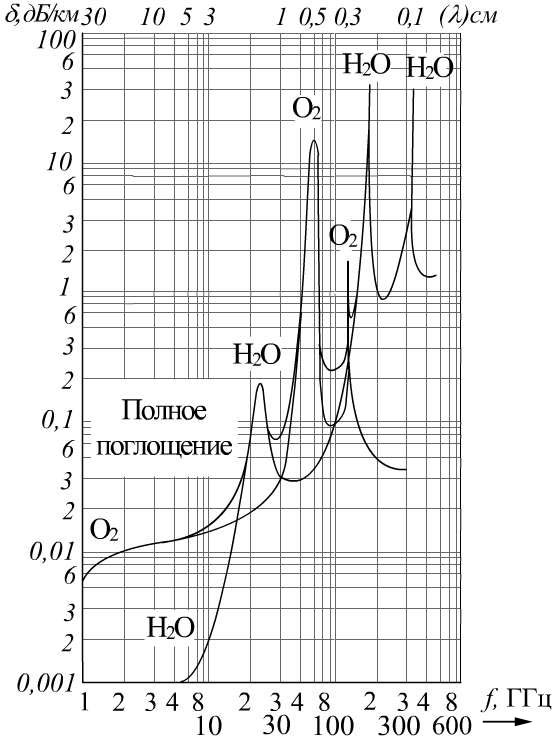 δ, дБ/км 30 10 5 3 1 0,5 0,3 0,1 (λ)см
100
6
3
2
10
6
3
2
1
6
3
2
0,1
6
3
2
0,01
6
3
2
0,001
H₂O H₂O
O₂
O₂
H₂O
Полное
поглощение
O₂
H₂O
1 2 3 4 8 2 3 4 8 2 3 4 8 f, ГГц
10 30 100 300 600